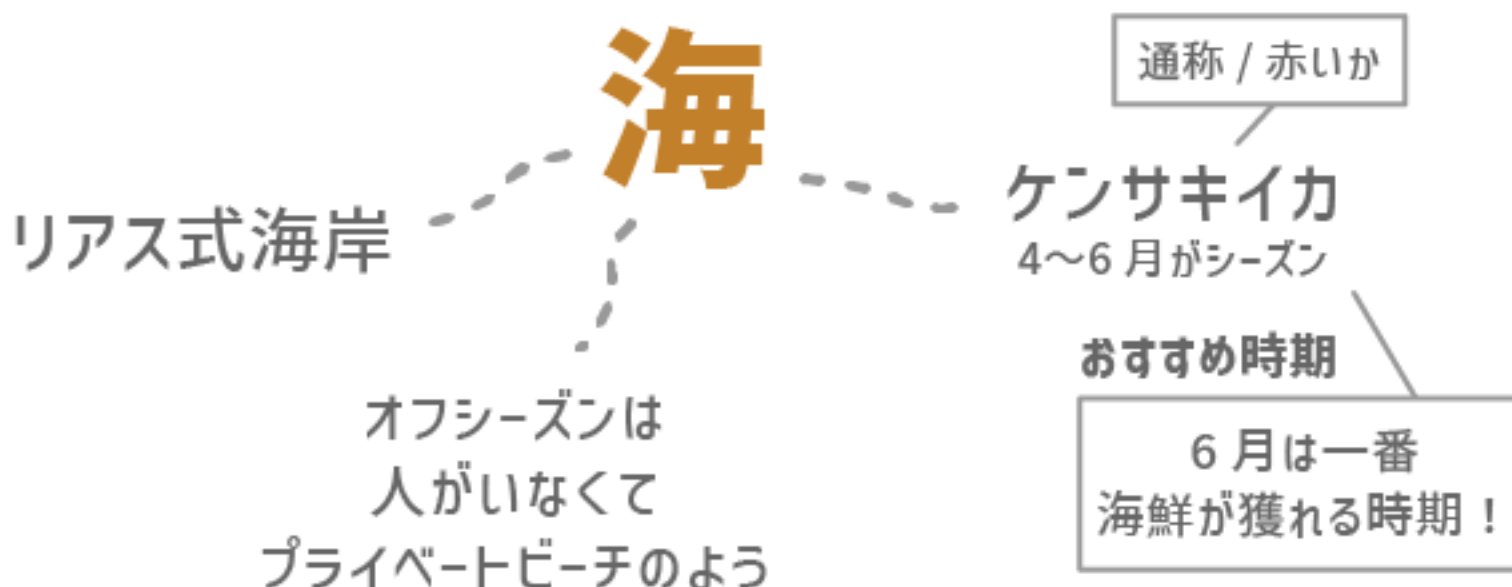 海
通称 / 赤いか
ケンサキイカ
4〜6 月がシーズン
リアス式海岸
おすすめ時期
6 月は一番
海鮮が獲れる時期！
オフシーズンは
人がいなくて
プライベートビーチのよう